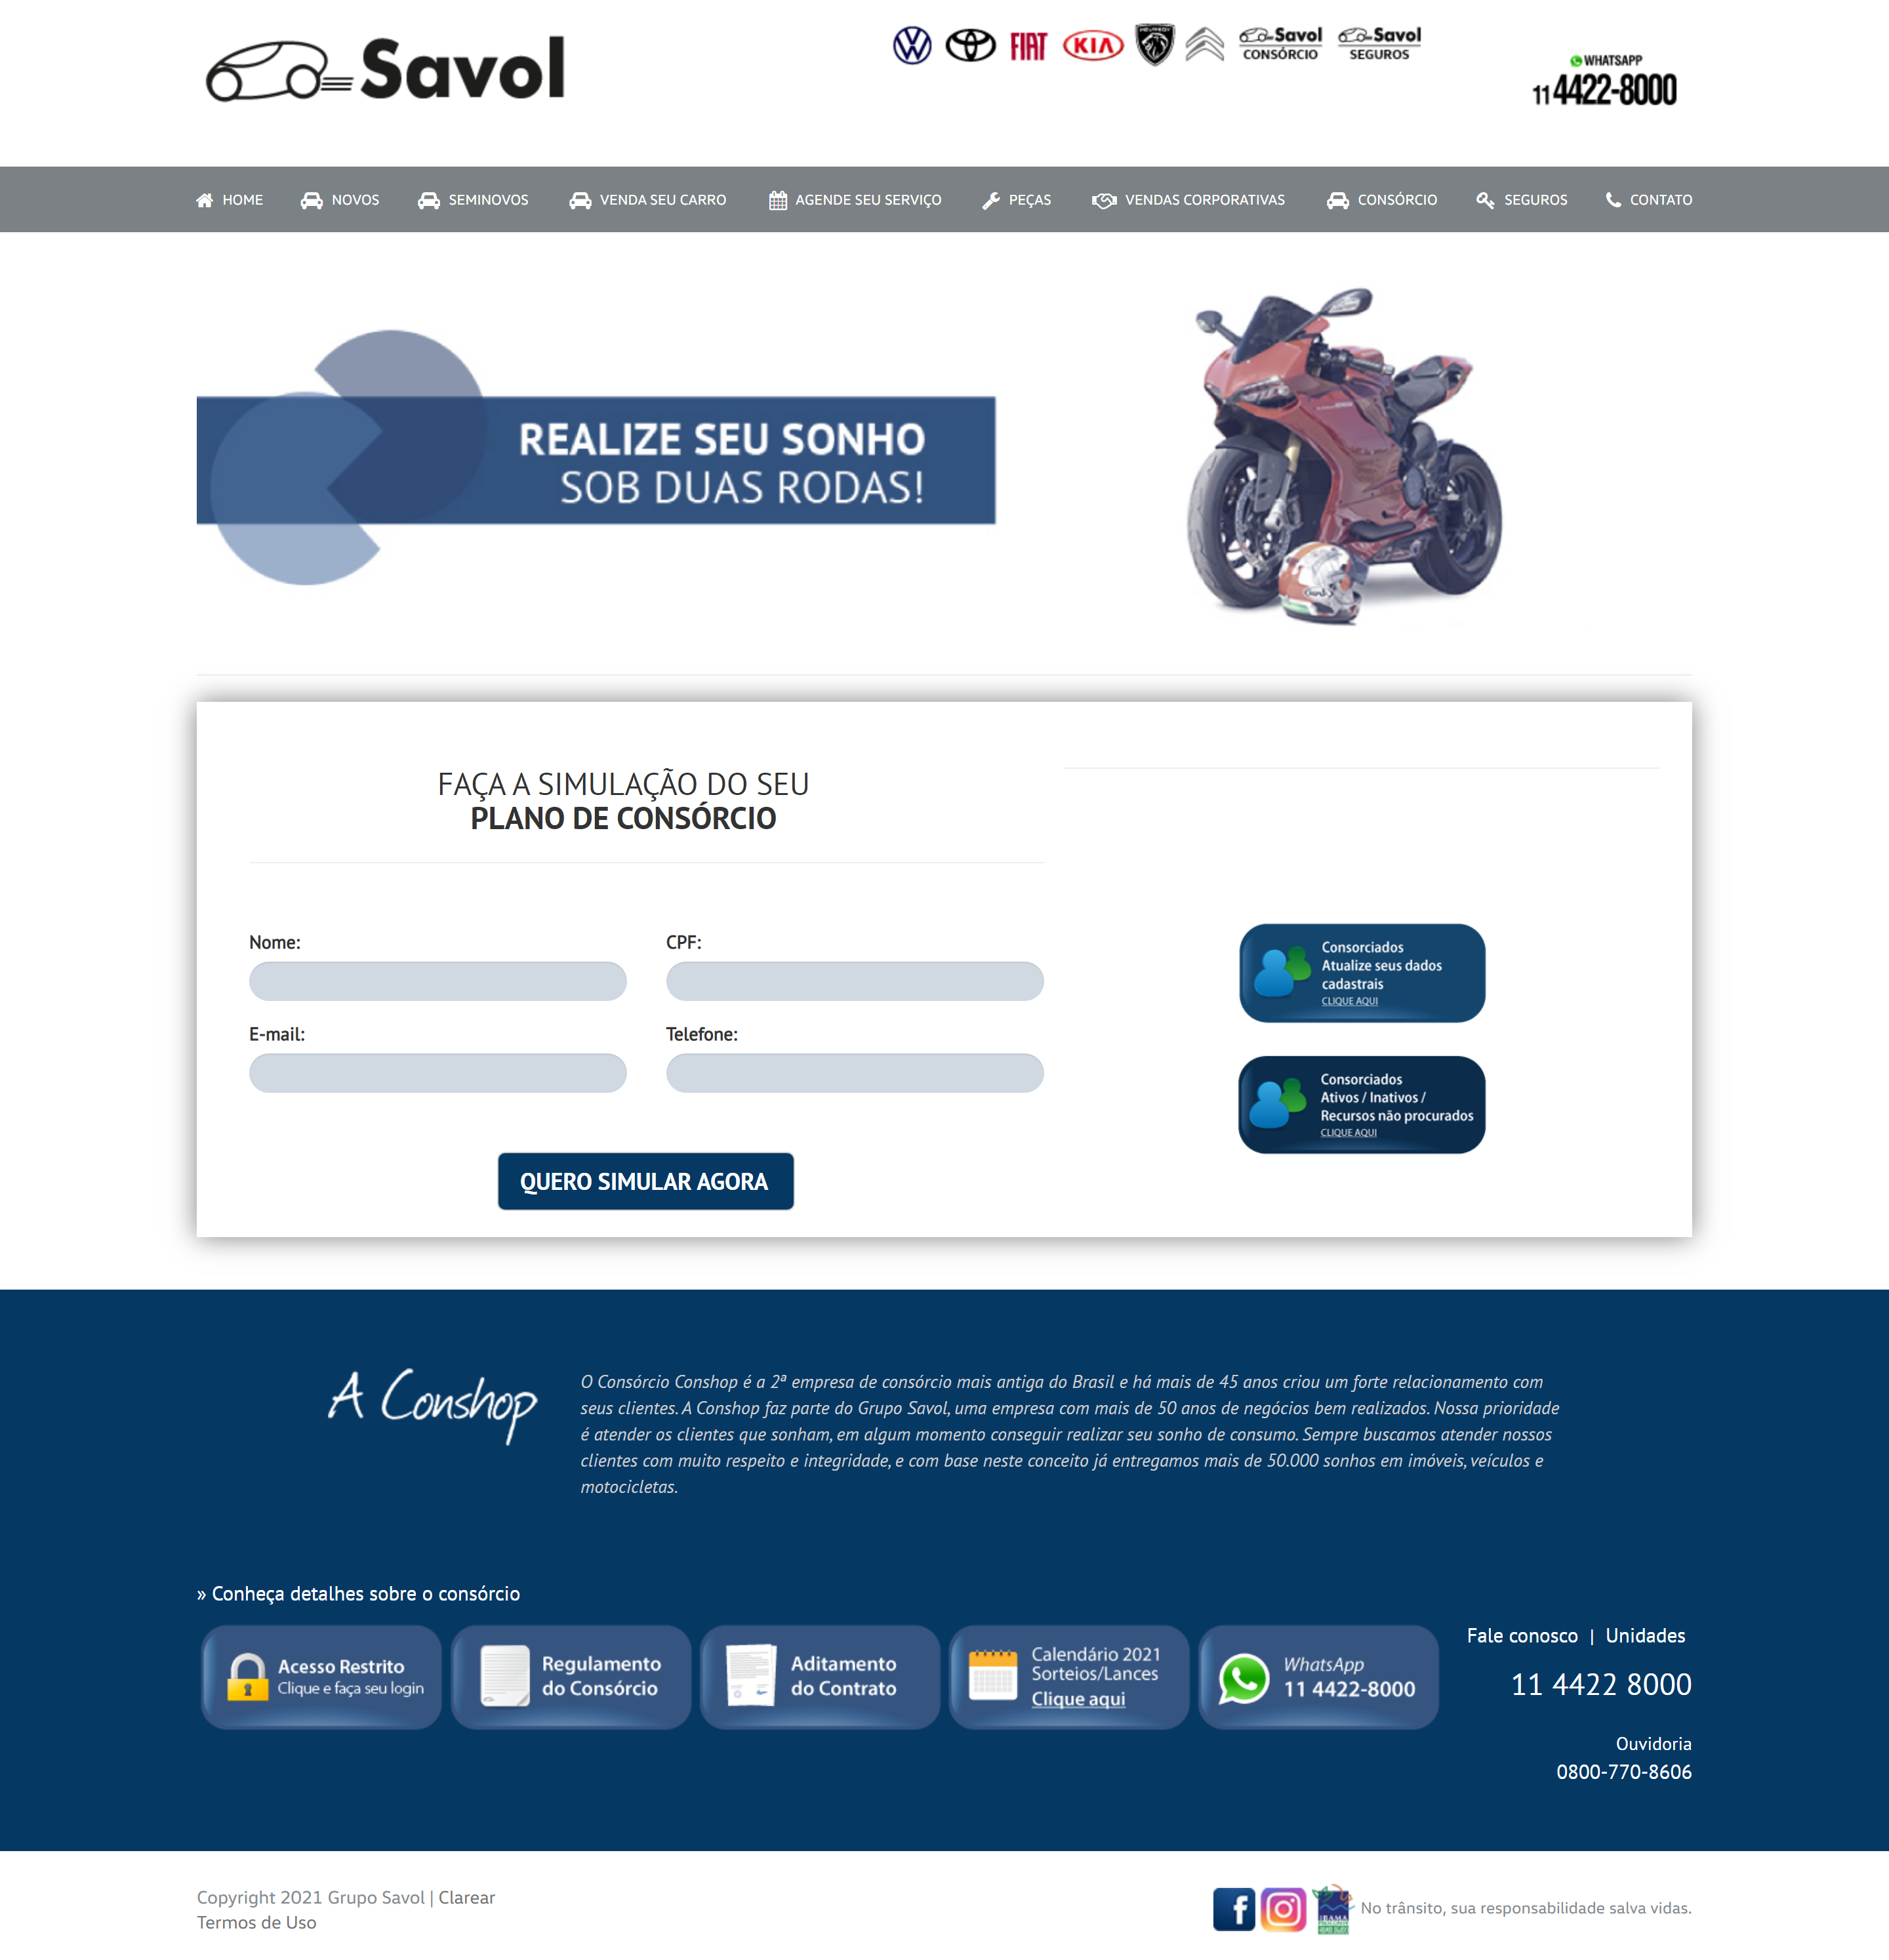 Savol
FIAT
KIA
PEUGEOT
Savol
CONSÓRCIO
Savol
SEGUROS
WHATSAPP
11 4422-8000
HOME
NOVOS
SEMINOVOS
VENDA SEU CARRO
AGENDE SEU SERVIÇO
PEÇAS
VENDAS CORPORATIVAS
CONSÓRCIO
SEGUROS
CONTATO
REALIZE SEU SONHO
SOB DUAS RODAS!
FAÇA A SIMULAÇÃO DO SEU
PLANO DE CONSÓRCIO
Nome:
CPF:
E-mail:
Telefone:
QUERO SIMULAR AGORA
Consorciados
Atualize seus dados
cadastrais
CLIQUE AQUI
Consorciados
Ativos / Inativos /
Recursos não procurados
CLIQUE AQUI
A Conshop
O Consórcio Conshop é a 2ª empresa de consórcio mais antiga do Brasil e há mais de 45 anos criou um forte relacionamento com
seus clientes. A Conshop faz parte do Grupo Savol, uma empresa com mais de 50 anos de negócios bem realizados. Nossa prioridade
é atender os clientes que sonham, em algum momento conseguir realizar seu sonho de consumo. Sempre buscamos atender nossos
clientes com muito respeito e integridade, e com base neste conceito já entregamos mais de 50.000 sonhos em imóveis, veículos e
motocicletas.
» Conheça detalhes sobre o consórcio
Acesso Restrito
Clique e faça seu login
Regulamento
do Consórcio
Aditamento
do Contrato
Calendário 2021
Sorteios/Lances
Clique aqui
WhatsApp
11 4422-8000
Fale conosco | Unidades
11 4422 8000
Ouvidoria
0800-770-8606
Copyright 2021 Grupo Savol | Clarear
Termos de Uso
IBAMA
No trânsito, sua responsabilidade salva vidas.